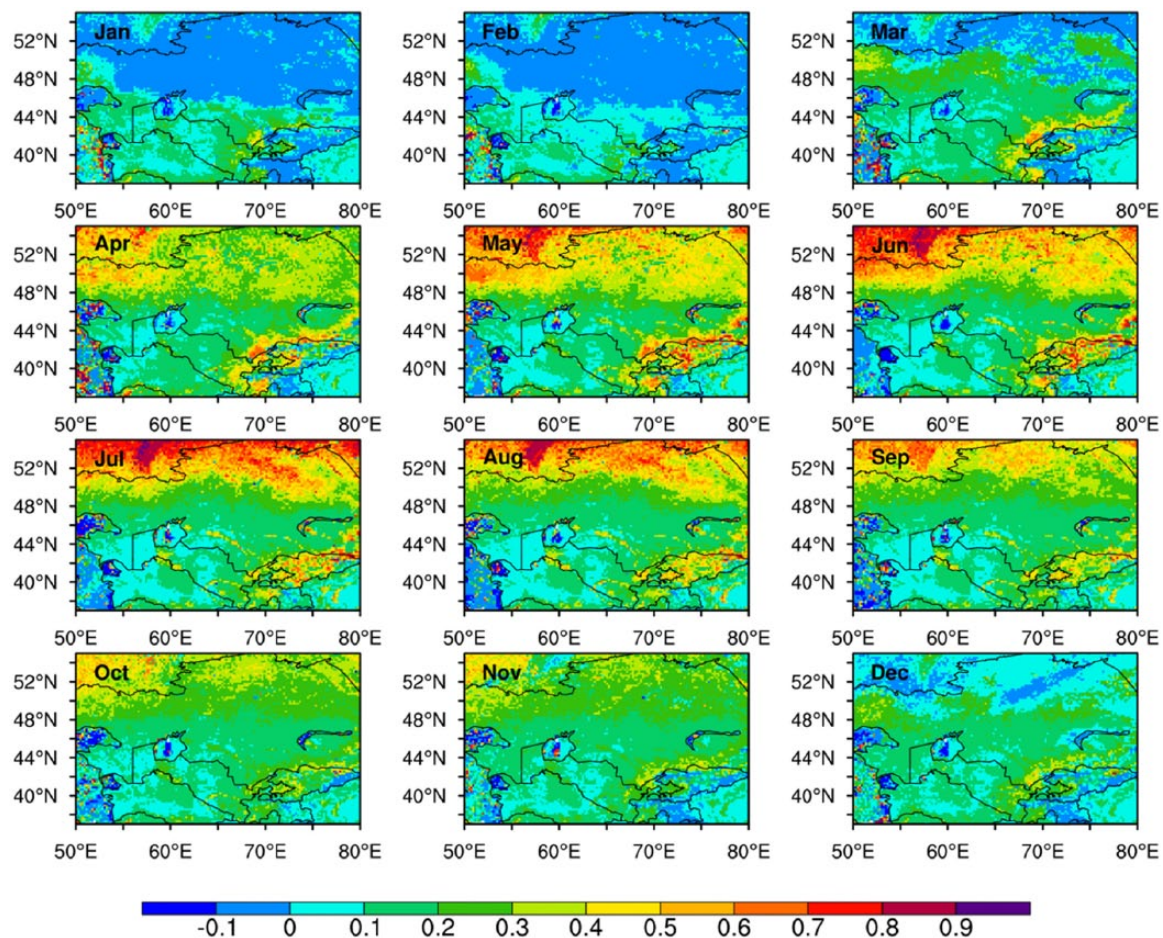 Jan Feb Mar
52°N 52°N 52°N
48°N 48°N 48°N
44°N 44°N 44°N
40°N 40°N 40°N
50°E 60°E 70°E 80°E 50°E 60°E 70°E 80°E 50°E 60°E 70°E 80°E
Apr May Jun
52°N 52°N 52°N
48°N 48°N 48°N
44°N 44°N 44°N
40°N 40°N 40°N
50°E 60°E 70°E 80°E 50°E 60°E 70°E 80°E 50°E 60°E 70°E 80°E
Jul Aug Sep
52°N 52°N 52°N
48°N 48°N 48°N
44°N 44°N 44°N
40°N 40°N 40°N
50°E 60°E 70°E 80°E 50°E 60°E 70°E 80°E 50°E 60°E 70°E 80°E
Oct Nov Dec
52°N 52°N 52°N
48°N 48°N 48°N
44°N 44°N 44°N
40°N 40°N 40°N
50°E 60°E 70°E 80°E 50°E 60°E 70°E 80°E 50°E 60°E 70°E 80°E
-0.1 0 0.1 0.2 0.3 0.4 0.5 0.6 0.7 0.8 0.9